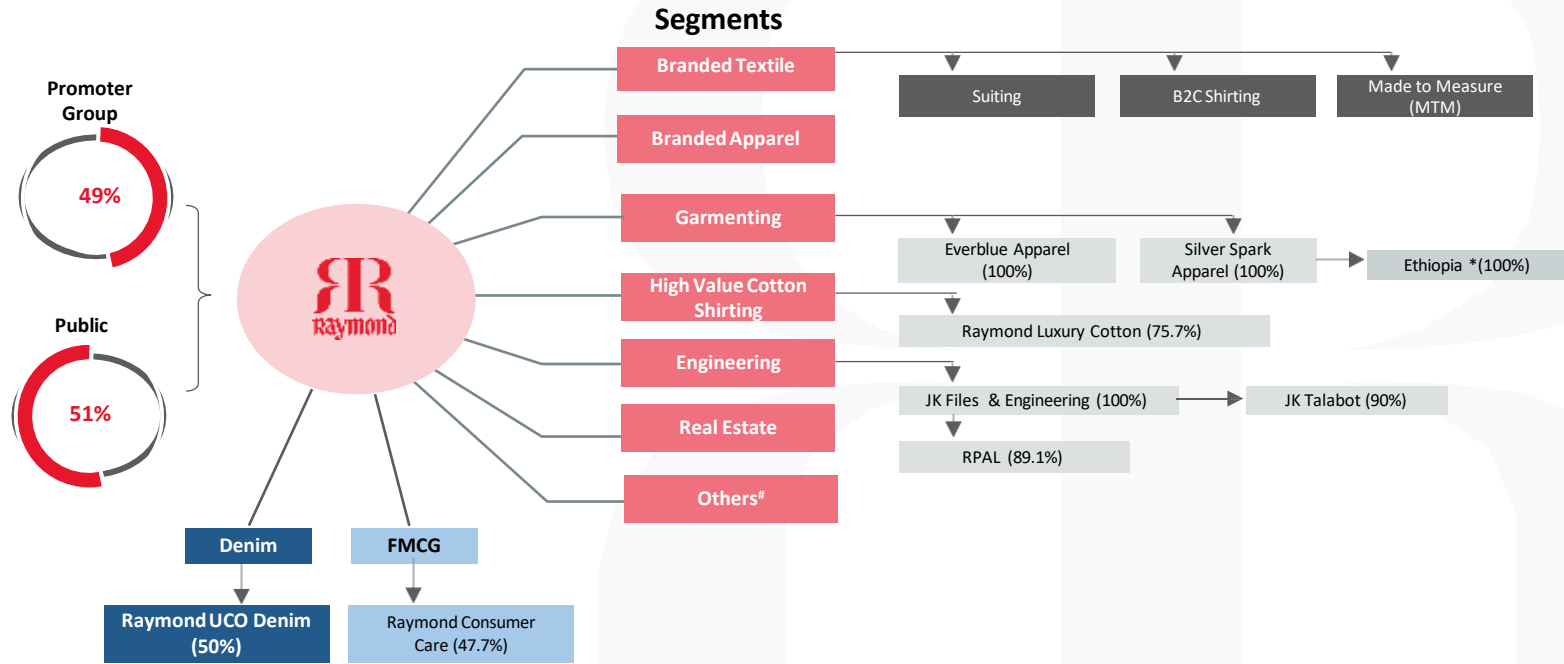 Segments
Promoter
Group
49%
Public
51%
Raymond
Branded Textile
Suiting
B2C Shirting
Made to Measure
(MTM)
Branded Apparel
Garmenting
Everblue Apparel
(100%)
Silver Spark
Apparel (100%)
Ethiopia *(100%)
High Value Cotton
Shirting
Raymond Luxury Cotton (75.7%)
Engineering
JK Files & Engineering (100%)
JK Talabot (90%)
RPAL (89.1%)
Real Estate
Others#
Denim
Raymond UCO Denim
(50%)
FMCG
Raymond Consumer
Care (47.7%)